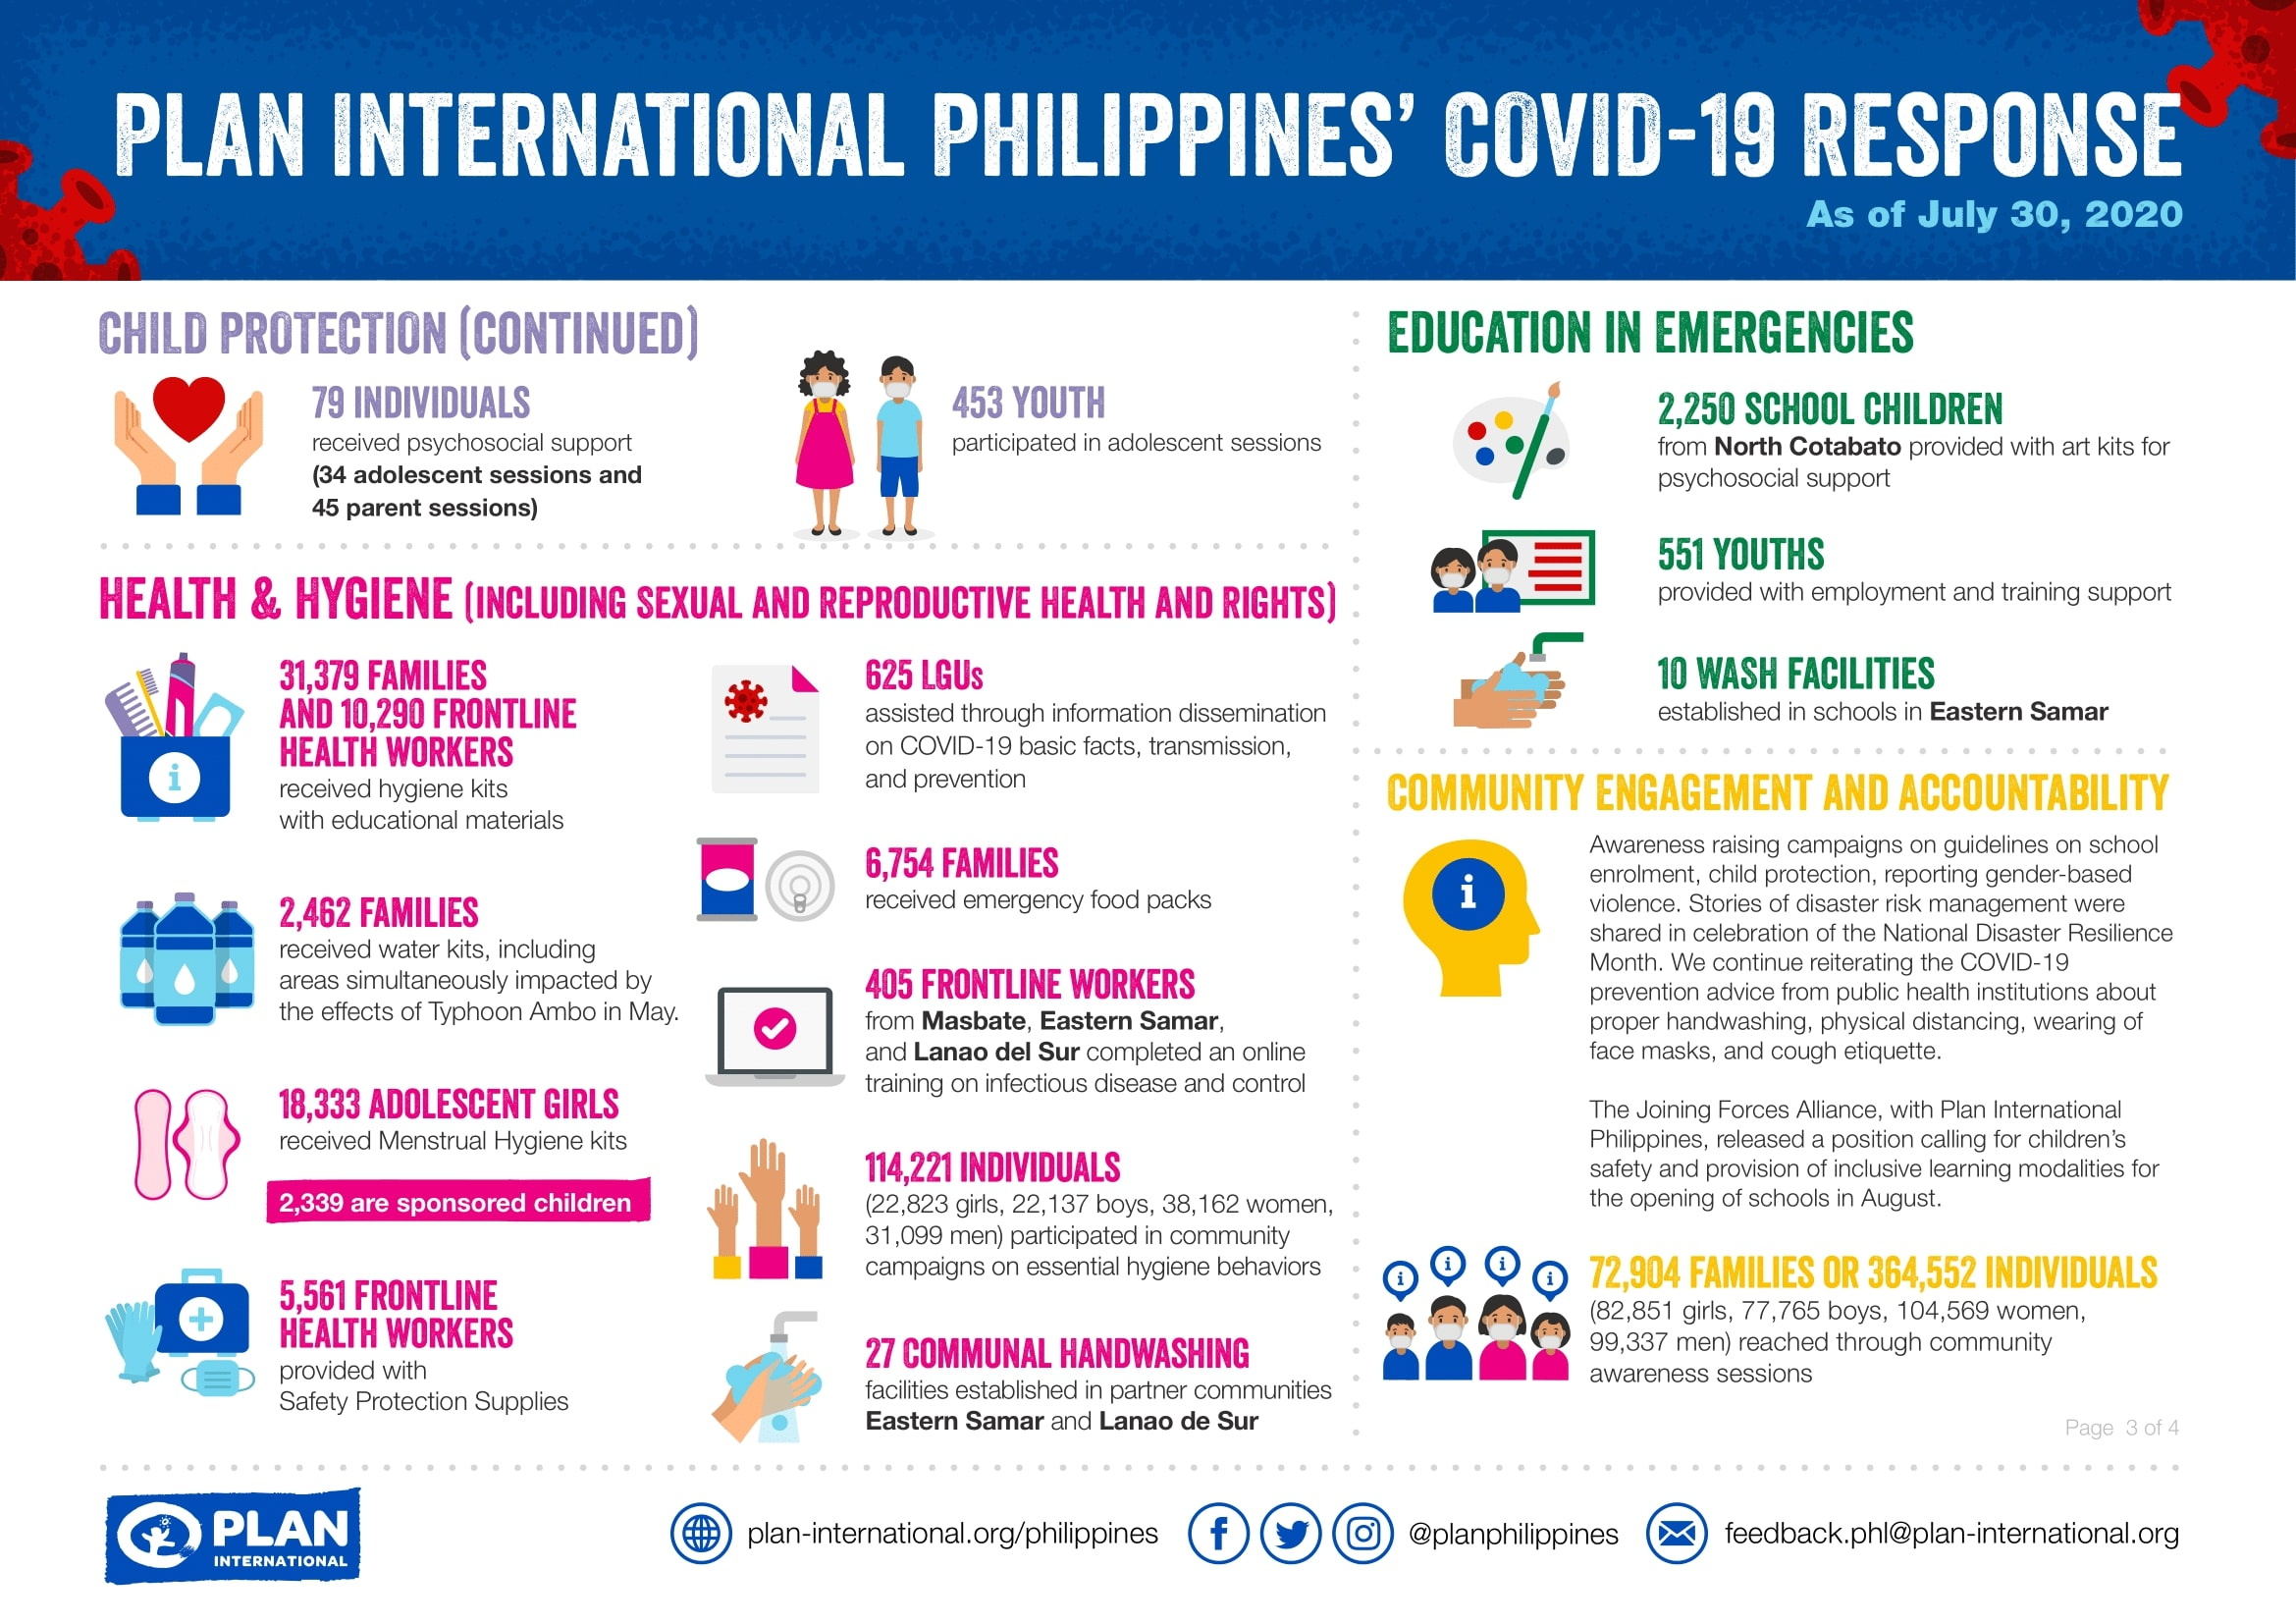 PLAN INTERNATIONAL PHILIPPINES' COVID-19 RESPONSE
As of July 30, 2020
CHILD PROTECTION (CONTINUED)
79 INDIVIDUALS
received psychosocial support
(34 adolescent sessions and
45 parent sessions)
453 YOUTH
participated in adolescent sessions
HEALTH & HYGIENE (INCLUDING SEXUAL AND REPRODUCTIVE HEALTH AND RIGHTS)
31,379 FAMILIES
AND 10,290 FRONTLINE
HEALTH WORKERS
received hygiene kits
with educational materials
2,462 FAMILIES
received water kits, including
areas simultaneously impacted by
the effects of Typhoon Ambo in May.
18,333 ADOLESCENT GIRLS
received Menstrual Hygiene kits
2,339 are sponsored children
5,561 FRONTLINE
HEALTH WORKERS
provided with
Safety Protection Supplies
625 LGUs
assisted through information dissemination
on COVID-19 basic facts, transmission,
and prevention
6,754 FAMILIES
received emergency food packs
405 FRONTLINE WORKERS
from Masbate, Eastern Samar,
and Lanao del Sur completed an online
training on infectious disease and control
114,221 INDIVIDUALS
(22,823 girls, 22,137 boys, 38,162 women,
31,099 men) participated in community
campaigns on essential hygiene behaviors
27 COMMUNAL HANDWASHING
facilities established in partner communities
Eastern Samar and Lanao de Sur
EDUCATION IN EMERGENCIES
2,250 SCHOOL CHILDREN
from North Cotabato provided with art kits for
psychosocial support
551 YOUTHS
provided with employment and training support
10 WASH FACILITIES
established in schools in Eastern Samar
COMMUNITY ENGAGEMENT AND ACCOUNTABILITY
Awareness raising campaigns on guidelines on school
enrolment, child protection, reporting gender-based
violence. Stories of disaster risk management were
shared in celebration of the National Disaster Resilience
Month. We continue reiterating the COVID-19
prevention advice from public health institutions about
proper handwashing, physical distancing, wearing of
face masks, and cough etiquette.
The Joining Forces Alliance, with Plan International
Philippines, released a position calling for children's
safety and provision of inclusive learning modalities for
the opening of schools in August.
72,904 FAMILIES OR 364,552 INDIVIDUALS
(82,851 girls, 77,765 boys, 104,569 women,
99,337 men) reached through community
awareness sessions
Page 3 of 4
PLAN
INTERNATIONAL
plan-international.org/philippines
@planphilippines
feedback.phl@plan-international.org